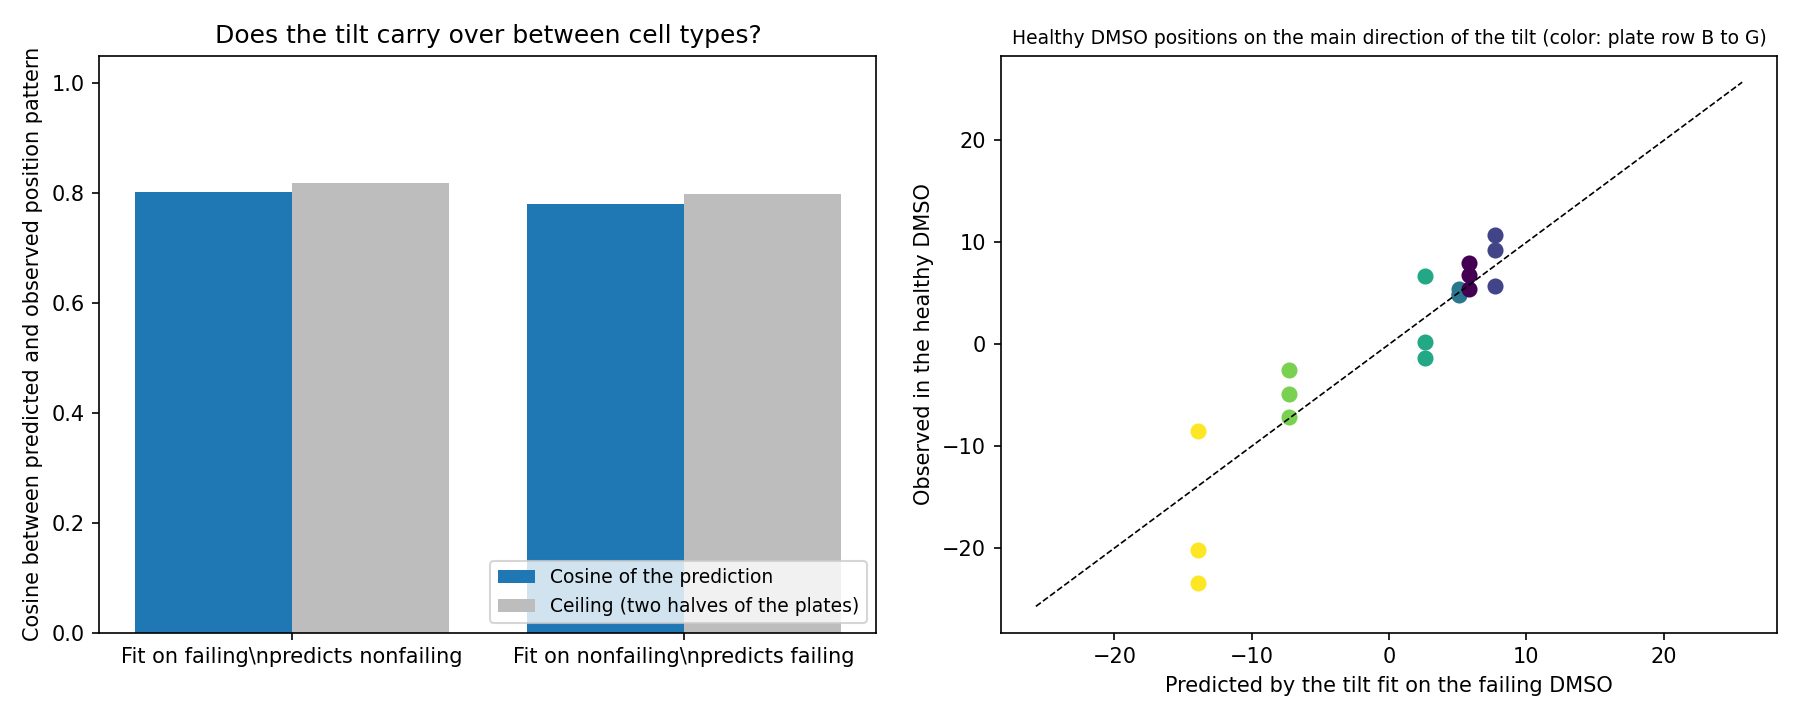 Does the tilt carry over between cell types?
Cosine between predicted and observed position pattern
1.0
0.8
0.6
0.4
0.2
0.0
Cosine of the prediction
Ceiling (two halves of the plates)
Fit on failing\npredicts nonfailing
Fit on nonfailing\npredicts failing
Healthy DMSO positions on the main direction of the tilt (color: plate row B to G)
Observed in the healthy DMSO
20
10
0
−10
−20
−20
−10
0
10
20
Predicted by the tilt fit on the failing DMSO